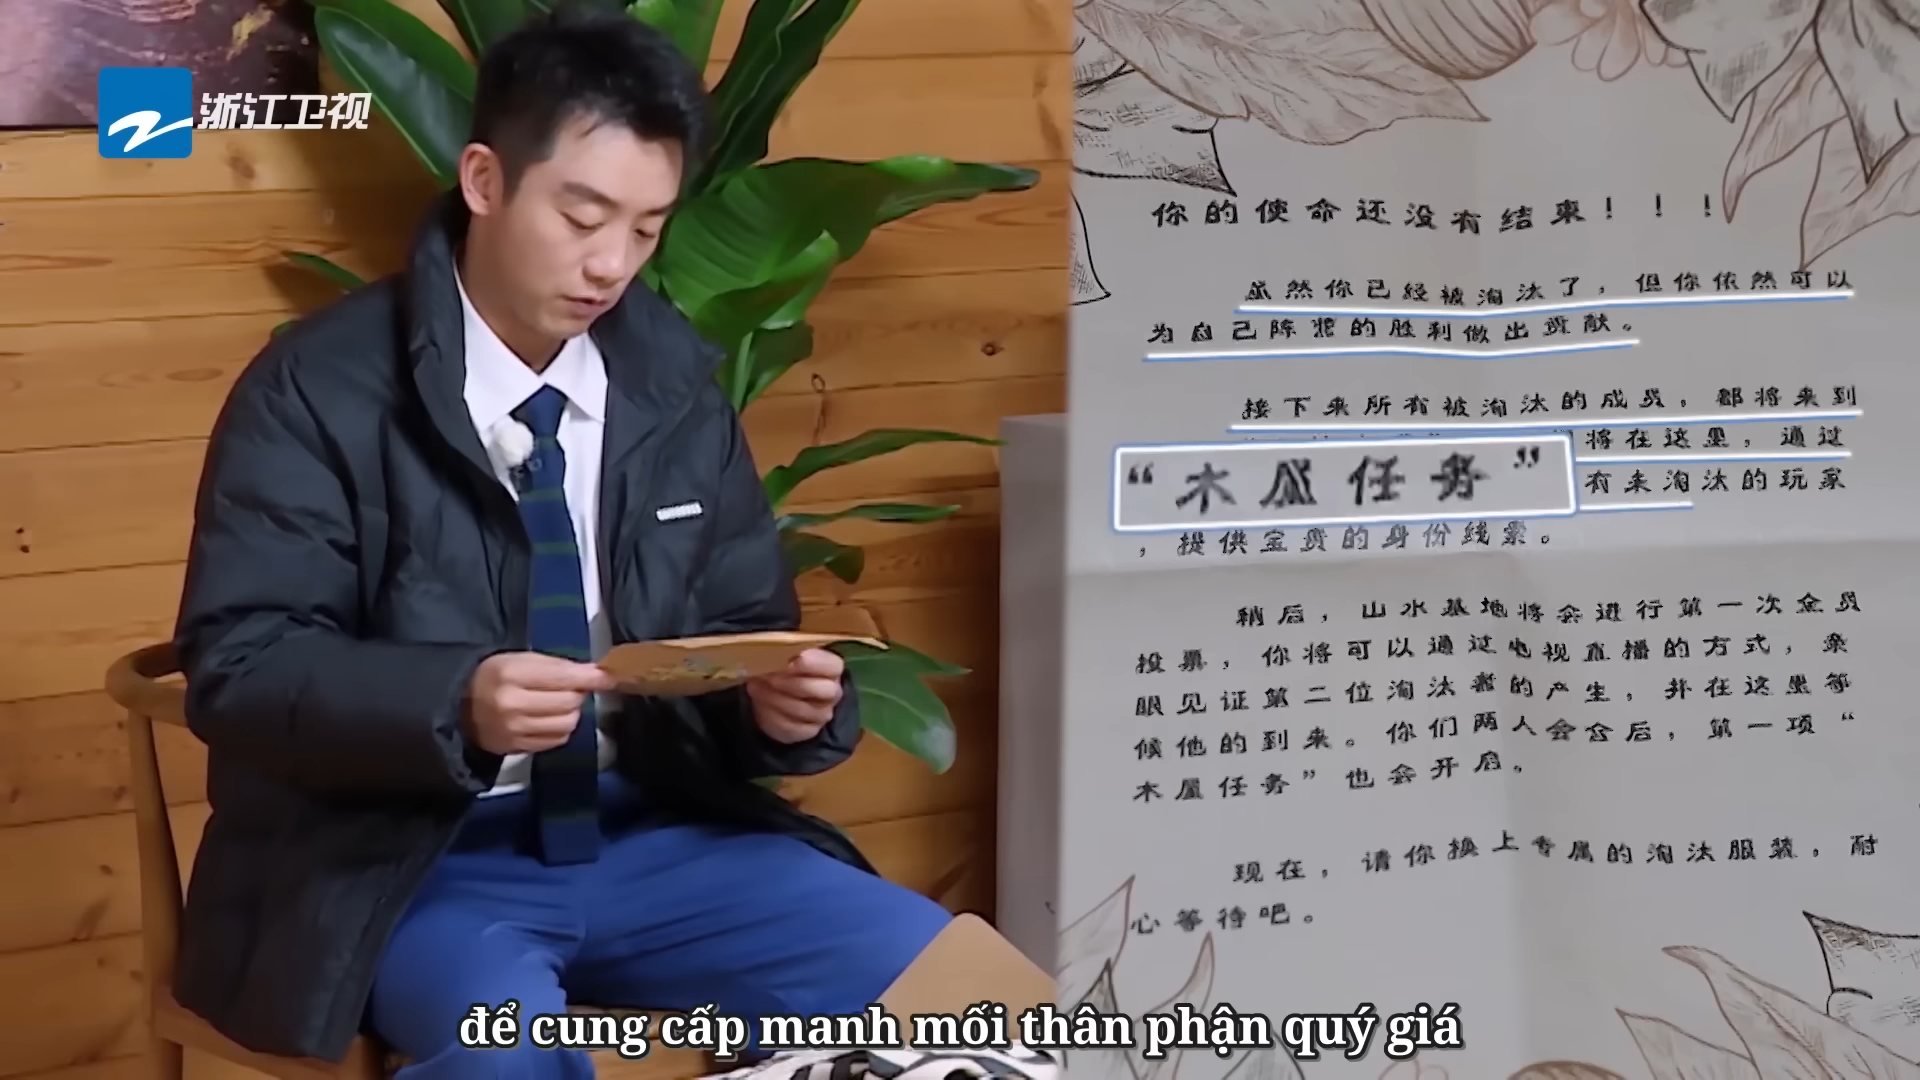 浙江卫视
你的使命还没有结束！！！
虽然你已经被淘汰了，但你依然可以
为自己阵营的胜利做出贡献。
接下来所有被淘汰的成员，都将来到
将在这里，通过
“木屋任务”
有来淘汰的玩家
，提供宝贵的身份线索。
稍后，山水基地将会进行第一次全员
投票，你将可以通过电视直播的方式，亲
眼见证第二位淘汰者的产生，并在这里等
候他的到来。你们两人会合后，第一项“
木屋任务”也会开启。
现在，请你换上专属的淘汰服装，耐
心等待吧。
để cung cấp manh mối thân phận quý giá